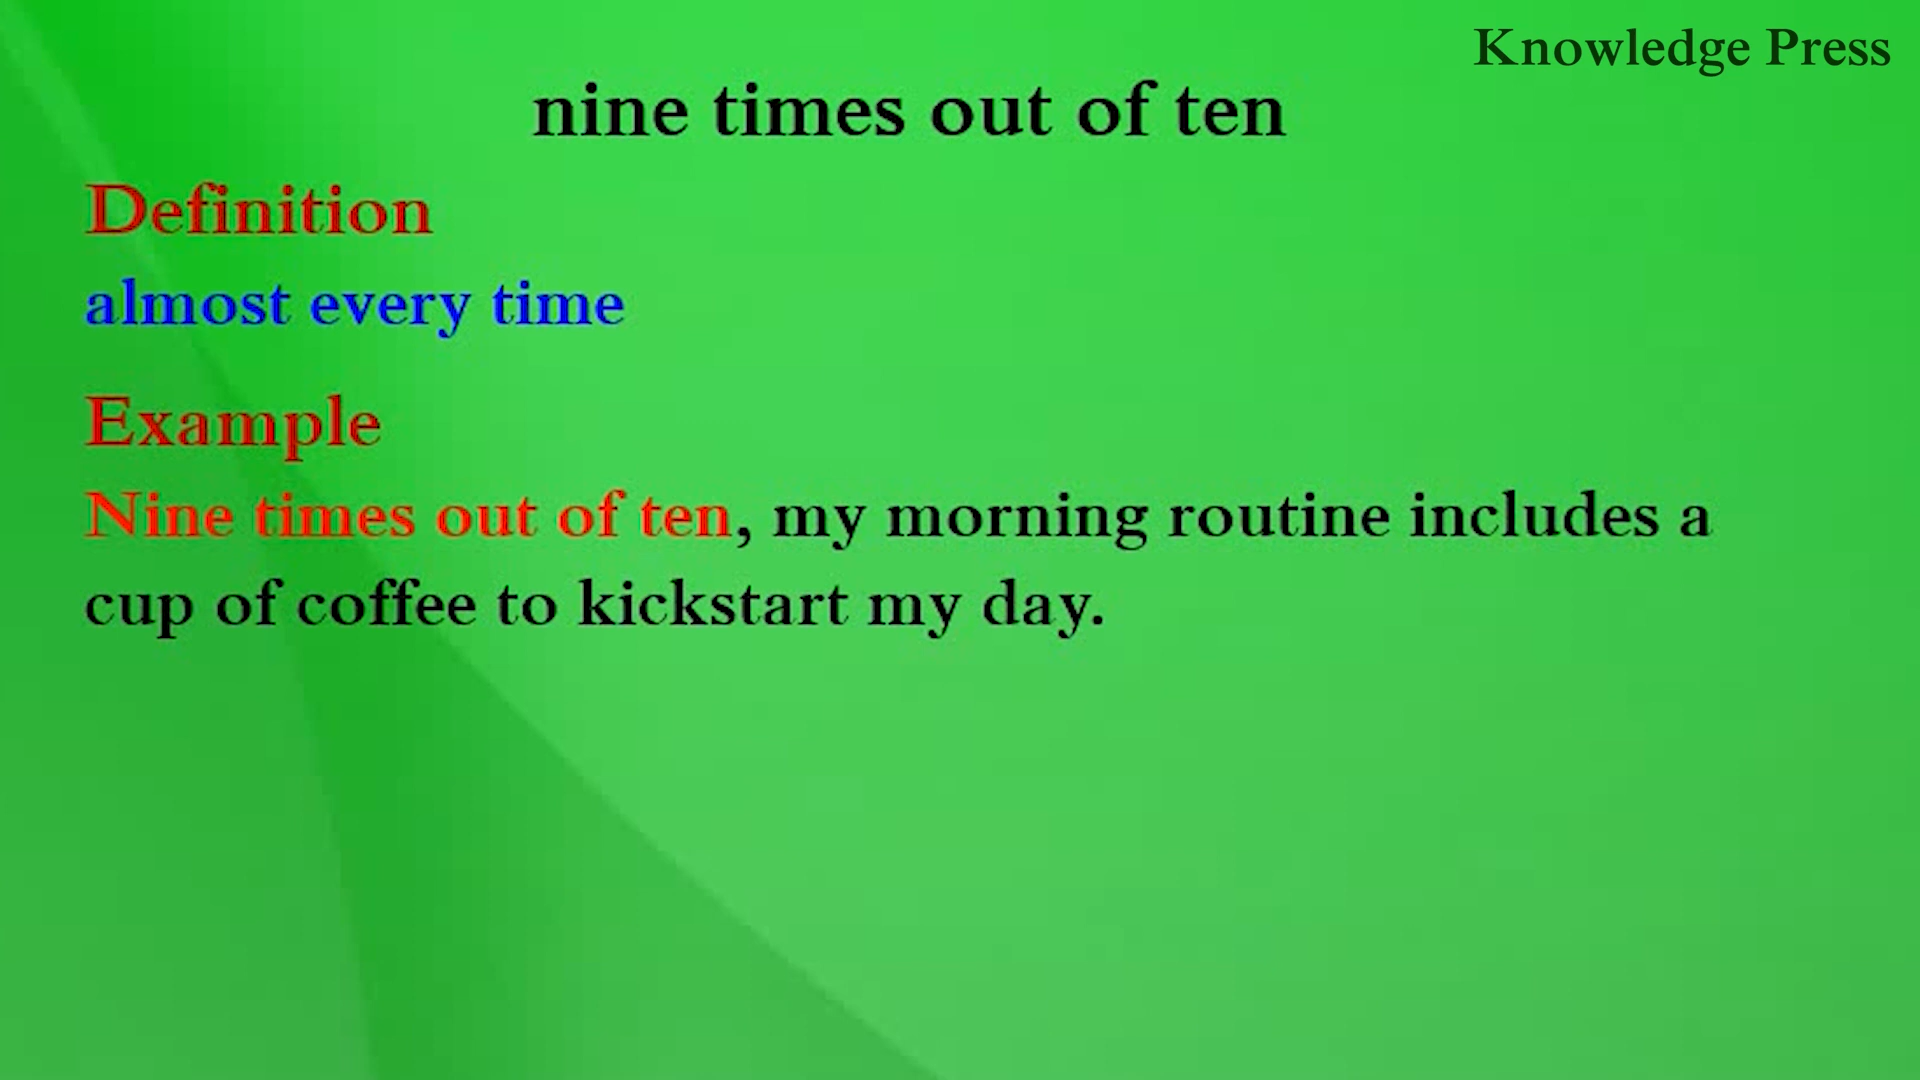 Knowledge Press
nine times out of ten
Definition
almost every time
Example
Nine times out of ten, my morning routine includes a
cup of coffee to kickstart my day.